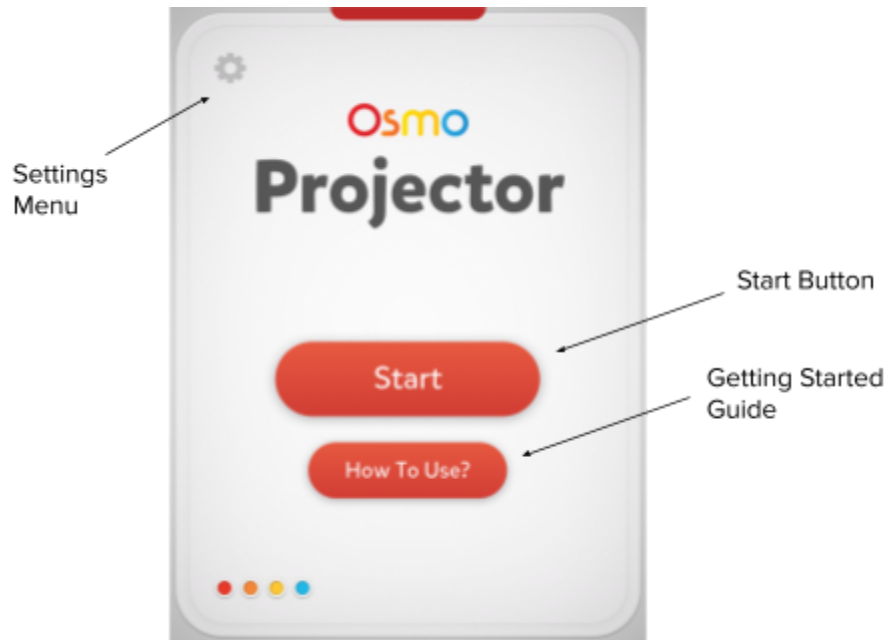 Osmo
Projector
Settings
Menu
Start Button
Start
Getting Started
Guide
How To Use?